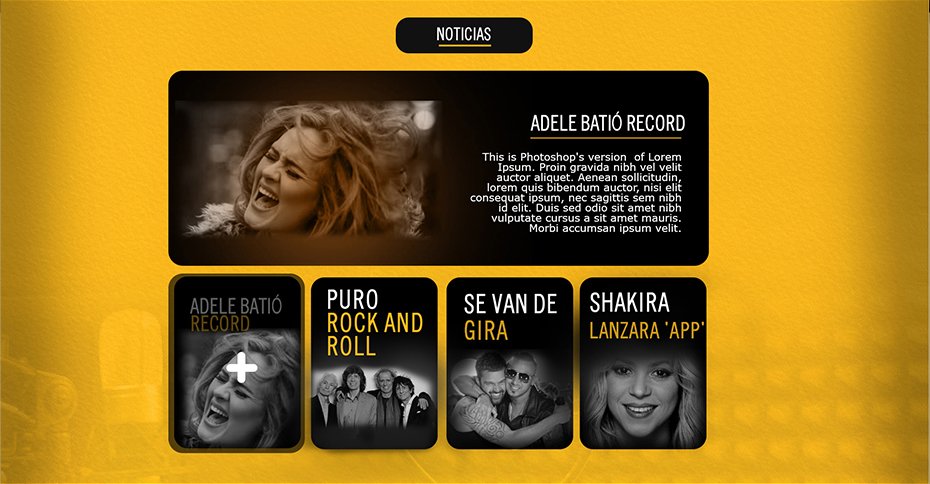 NOTICIAS
ADELE BATIÓ RECORD
This is Photoshop's version of Lorem
Ipsum. Proin gravida nibh vel velit
auctor aliquet. Aenean sollicitudin,
lorem quis bibendum auctor, nisi elit
consequat ipsum, nec sagittis sem nibh
id elit. Duis sed odio sit amet nibh
vulputate cursus a sit amet mauris.
Morbi accumsan ipsum velit.
ADELE BATIÓ
RECORD
PURO
ROCK AND
ROLL
SE VAN DE
GIRA
SHAKIRA
LANZARA 'APP'